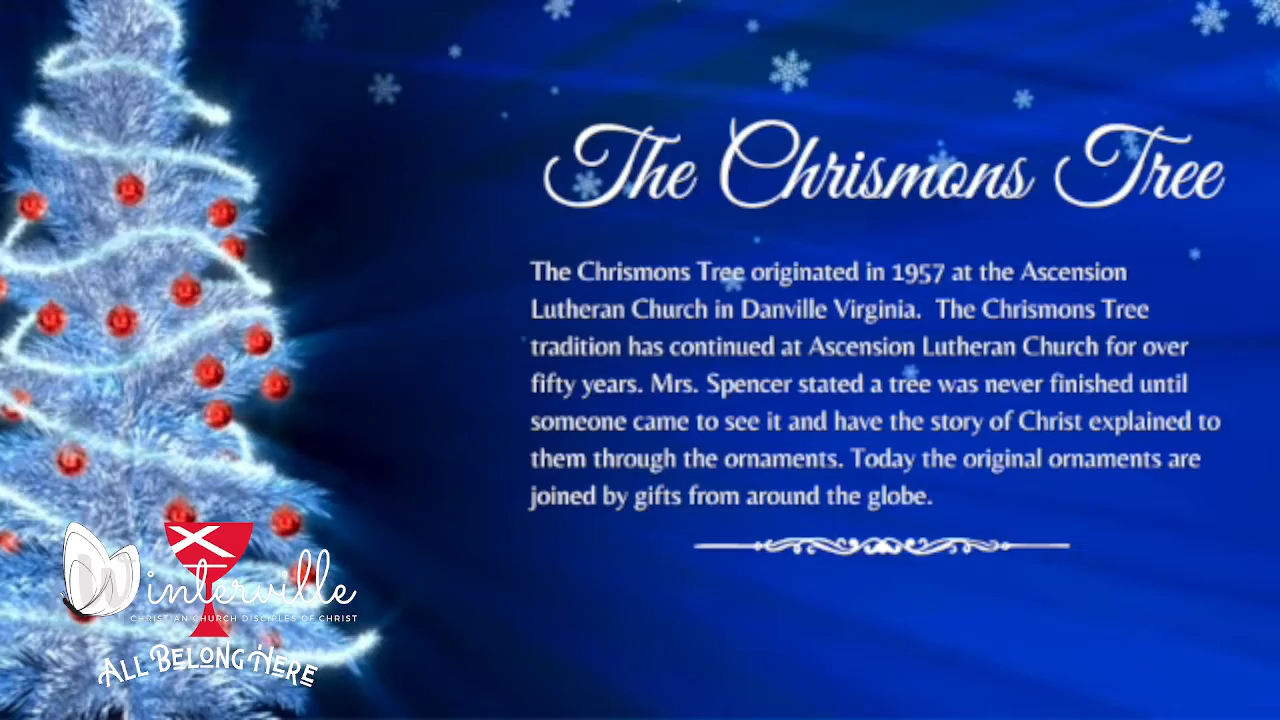 The Chrismons Tree
The Chrismons Tree originated in 1957 at the Ascension
Lutheran Church in Danville Virginia.  The Chrismons Tree
tradition has continued at Ascension Lutheran Church for over
fifty years. Mrs. Spencer stated a tree was never finished until
someone came to see it and have the story of Christ explained to
them through the ornaments. Today the original ornaments are
joined by gifts from around the globe.
Winterville
CHRISTIAN CHURCH DISCIPLES OF CHRIST
ALL BELONG HERE